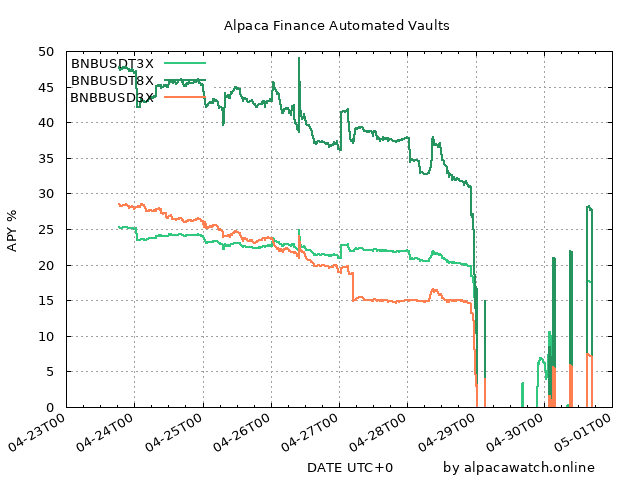 Alpaca Finance Automated Vaults
APY %
50
45
40
35
30
25
20
15
10
5
0
BNBUSDT3X
BNBUSDT8X
BNBBUSD3X
04-23T00
04-24T00
04-25T00
04-26T00
04-27T00
04-28T00
04-29T00
04-30T00
05-01T00
DATE UTC+0
by alpacawatch.online